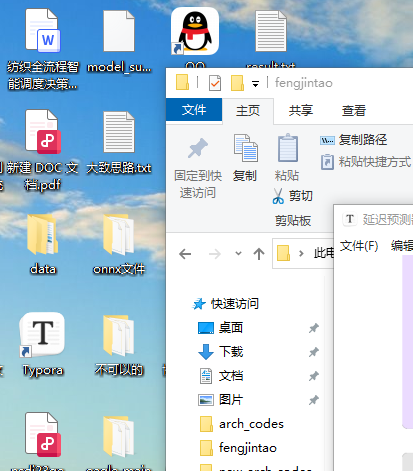 纺织全流程智
能调度决策...
model_su...
QQ
result.txt
新建 DOC 文
档.pdf
大致思路.txt
data
onnx文件
Typora
不可以的
fengjintao
文件
主页
共享
查看
固定到快
速访问
复制
粘贴
复制路径
粘贴快捷方式
剪切
剪贴板
此电
快速访问
桌面
下载
文档
图片
arch_codes
fengjintao
延迟预测器
文件(F)
编辑